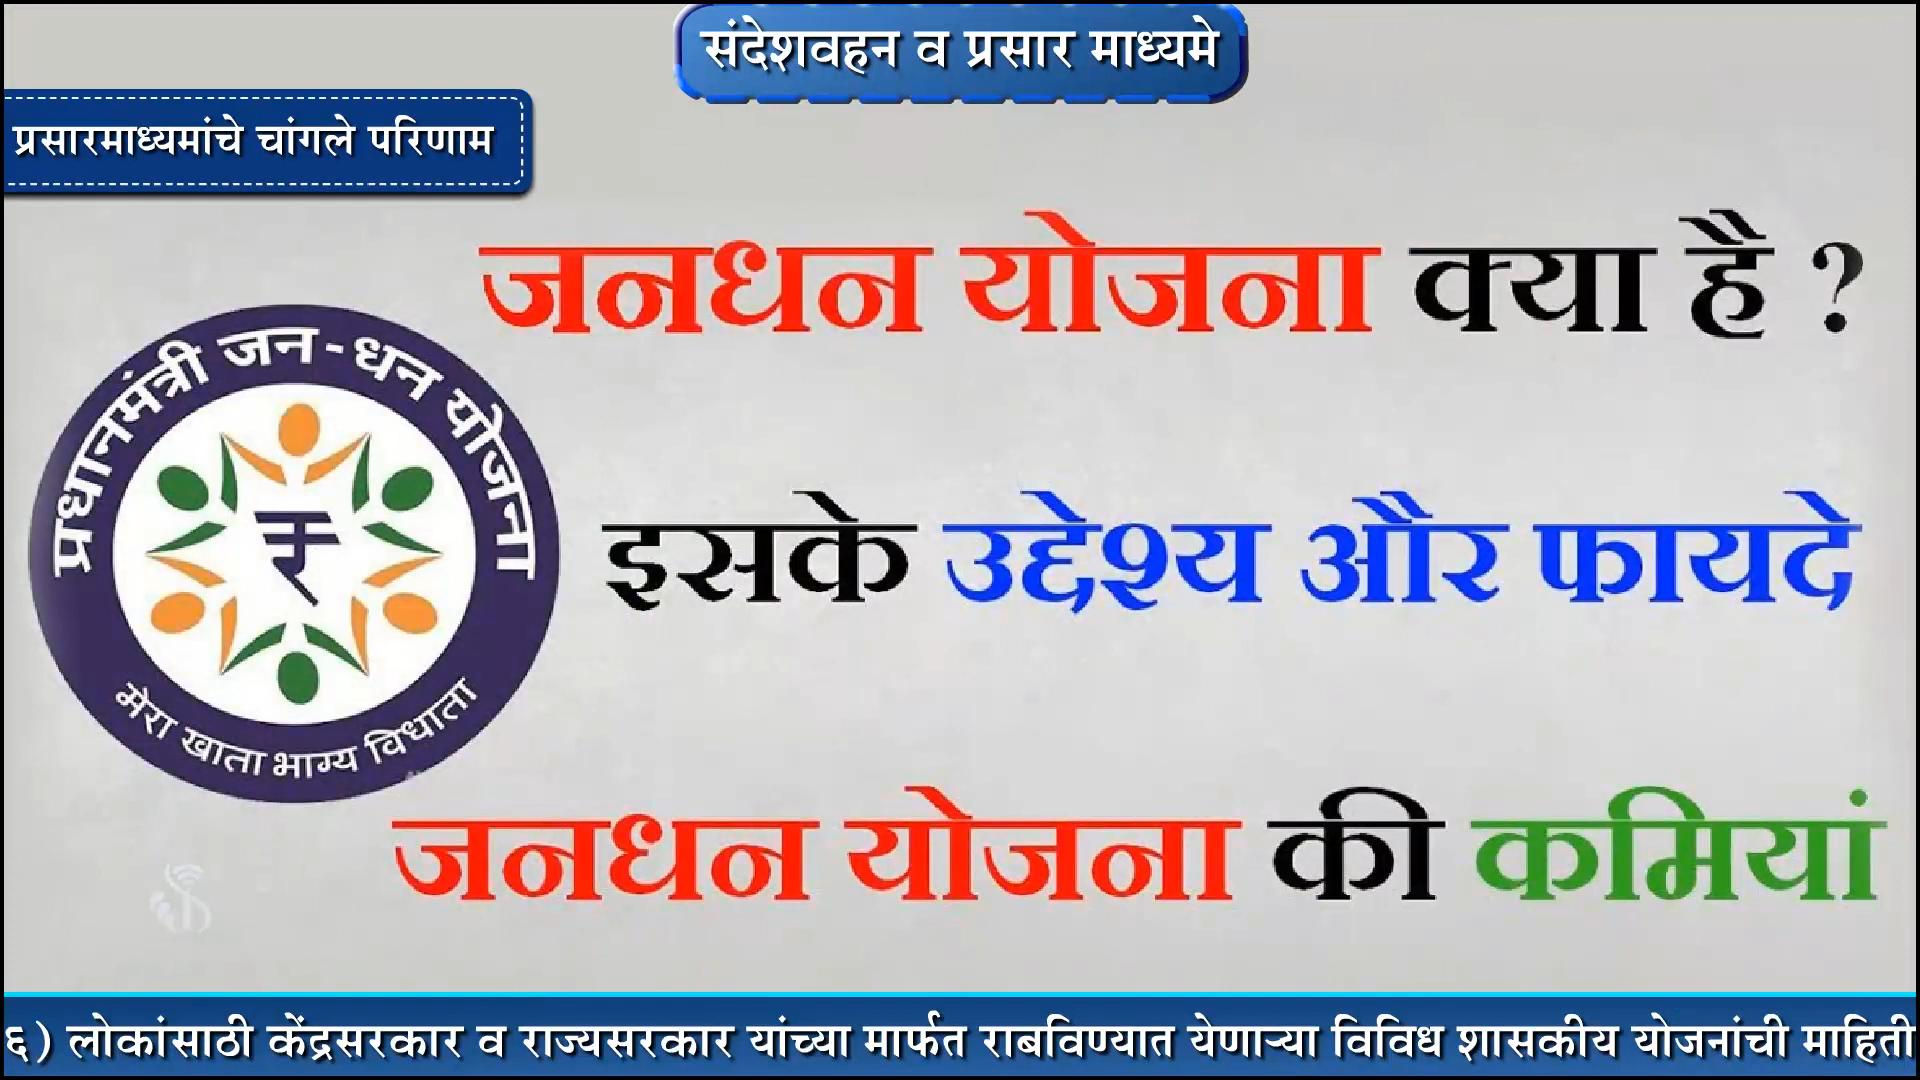 संदेशवहन व प्रसार माध्यमे
प्रसारमाध्यमांचे चांगले परिणाम
जनधन योजना क्या है ?
प्रधानमंत्री जन-धन योजना
₹
इसके उद्देश्य और फायदे
मेरा खाता भाग्य विधाता
जनधन योजना की कमियां
६) लोकांसाठी केंद्रसरकार व राज्यसरकार यांच्या मार्फत राबविण्यात येणाऱ्या विविध शासकीय योजनांची माहिती